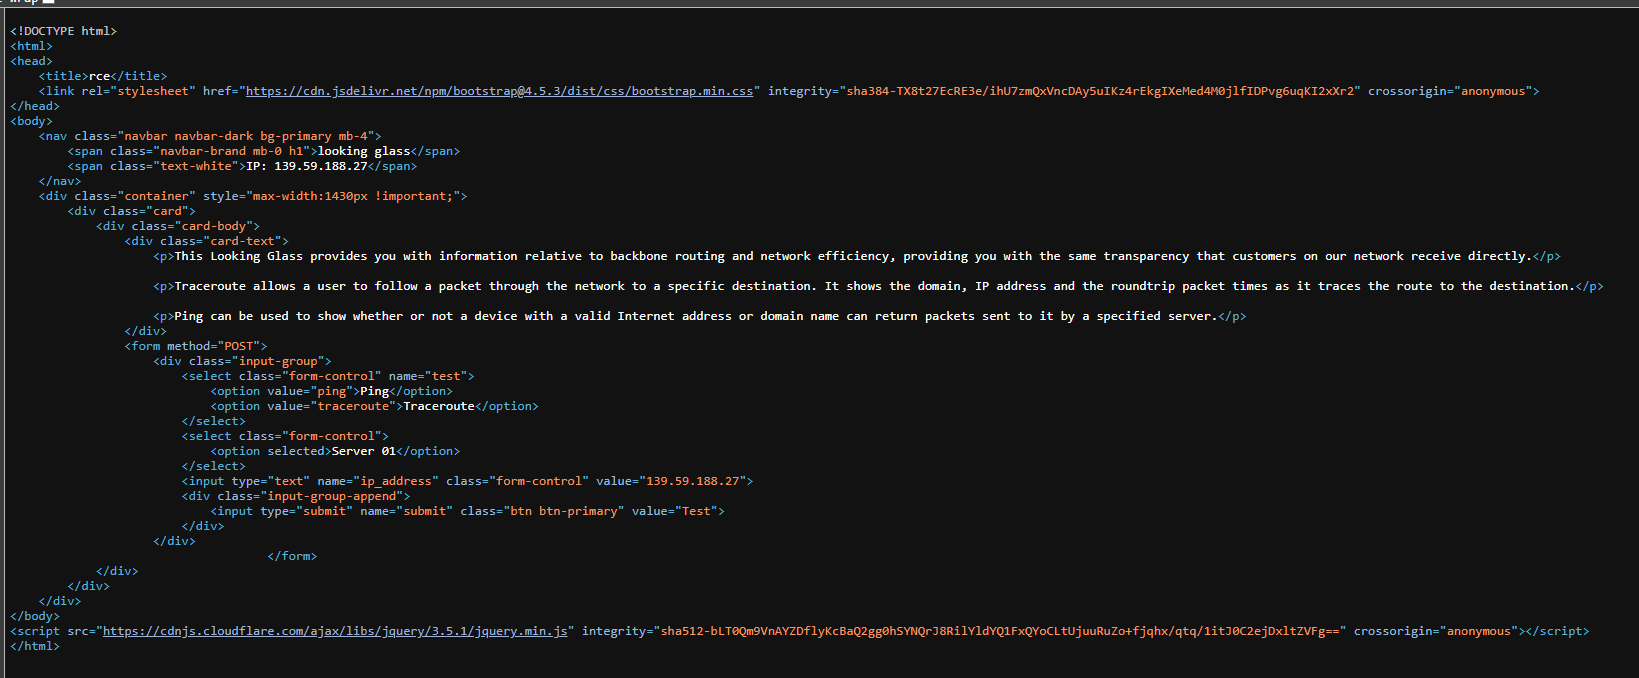 wrap
<!DOCTYPE html>
<html>
<head>
    <title>rce</title>
    <link rel="stylesheet" href="https://cdn.jsdelivr.net/npm/bootstrap@4.5.3/dist/css/bootstrap.min.css" integrity="sha384-TX8t27EcRE3e/ihU7zmQxVncDAy5uIKz4rEkgIXeMed4M0jlfIDPvg6uqKI2xXr2" crossorigin="anonymous">
</head>
<body>
    <nav class="navbar navbar-dark bg-primary mb-4">
        <span class="navbar-brand mb-0 h1">looking glass</span>
        <span class="text-white">IP: 139.59.188.27</span>
    </nav>
    <div class="container" style="max-width:1430px !important;">
        <div class="card">
            <div class="card-body">
                <div class="card-text">
                    <p>This Looking Glass provides you with information relative to backbone routing and network efficiency, providing you with the same transparency that customers on our network receive directly.</p>
                    <p>Traceroute allows a user to follow a packet through the network to a specific destination. It shows the domain, IP address and the roundtrip packet times as it traces the route to the destination.</p>
                    <p>Ping can be used to show whether or not a device with a valid Internet address or domain name can return packets sent to it by a specified server.</p>
                </div>
                <form method="POST">
                    <div class="input-group">
                        <select class="form-control" name="test">
                            <option value="ping">Ping</option>
                            <option value="traceroute">Traceroute</option>
                        </select>
                        <select class="form-control">
                            <option selected>Server 01</option>
                        </select>
                        <input type="text" name="ip_address" class="form-control" value="139.59.188.27">
                        <div class="input-group-append">
                            <input type="submit" name="submit" class="btn btn-primary" value="Test">
                        </div>
                    </div>
                                    </form>
            </div>
        </div>
    </div>
</body>
<script src="https://cdnjs.cloudflare.com/ajax/libs/jquery/3.5.1/jquery.min.js" integrity="sha512-bLT0Qm9VnAYZDflyKcBaQ2gg0hSYNQrJ8RilYldYQ1FxQYoCLtUjuuRuZo+fjqhx/qtq/1itJ0C2ejDxltZVFg==" crossorigin="anonymous"></script>
</html>